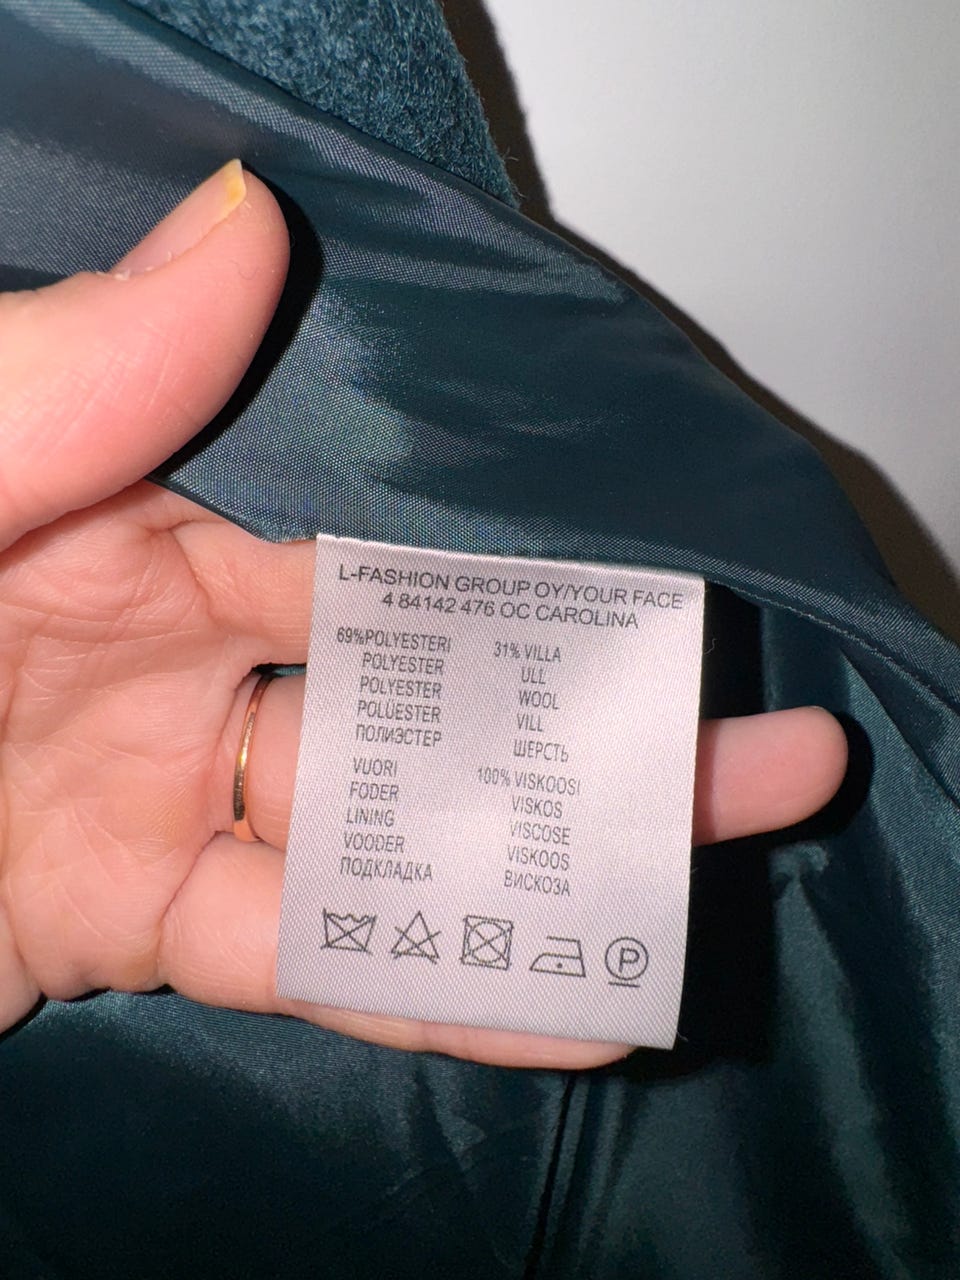 L-FASHION GROUP OY/YOUR FACE
4 84142 476 OC CAROLINA
69%POLYESTERI 31% VILLA
POLYESTER ULL
POLYESTER WOOL
POLÜESTER VILL
ПОЛИЭСТЕР ШЕРСТЬ
VUORI 100% VISKOOSI
FODER VISKOS
LINING VISCOSE
VOODER VISKOOS
ПОДКЛАДКА ВИСКОЗА
P